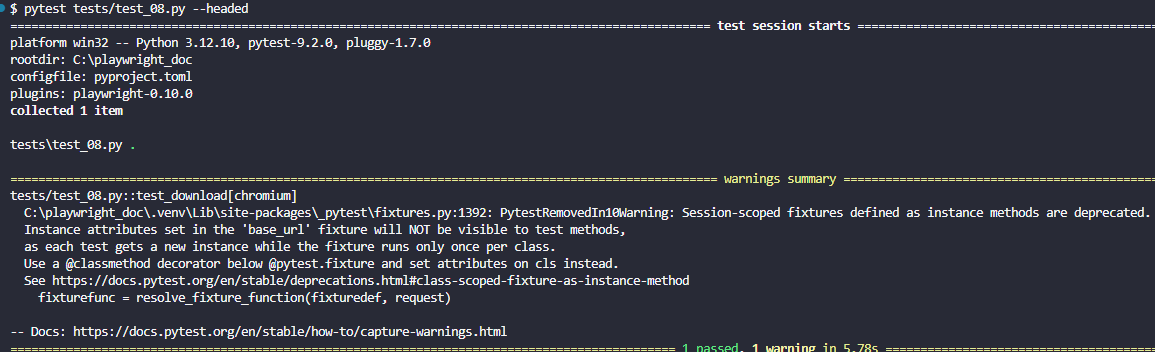 $ pytest tests/test_08.py --headed
================ test session starts ================
platform win32 -- Python 3.12.10, pytest-9.2.0, pluggy-1.7.0
rootdir: C:\playwright_doc
configfile: pyproject.toml
plugins: playwright-0.10.0
collected 1 item
tests\test_08.py .
================ warnings summary ================
tests/test_08.py::test_download[chromium]
C:\playwright_doc\.venv\Lib\site-packages\_pytest\fixtures.py:1392: PytestRemovedIn10Warning: Session-scoped fixtures defined as instance methods are deprecated.
Instance attributes set in the 'base_url' fixture will NOT be visible to test methods,
as each test gets a new instance while the fixture runs only once per class.
Use a @classmethod decorator below @pytest.fixture and set attributes on cls instead.
See https://docs.pytest.org/en/stable/deprecations.html#class-scoped-fixture-as-instance-method
fixturefunc = resolve_fixture_function(fixturedef, request)
-- Docs: https://docs.pytest.org/en/stable/how-to/capture-warnings.html
================ 1 passed, 1 warning in 5.78s ================